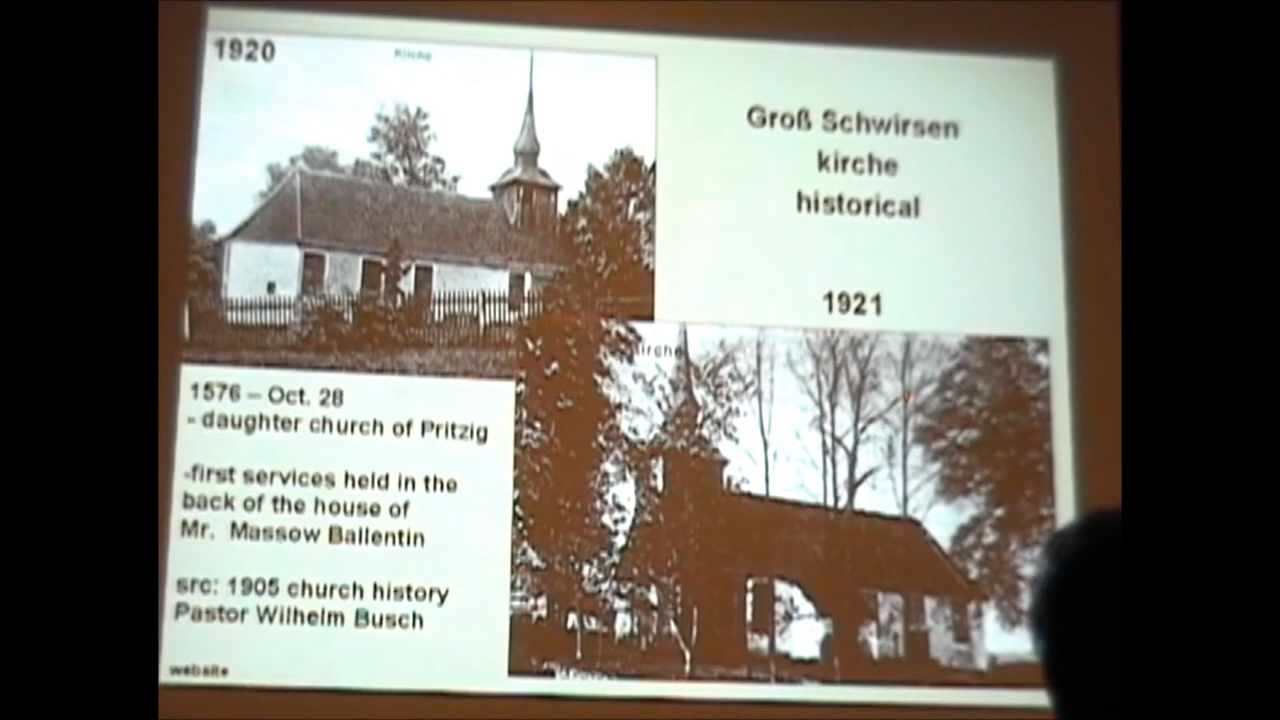 1920
Kirche
Groß Schwirsen
kirche
historical
1921
Kirche
1576 – Oct. 28
- daughter church of Pritzig
-first services held in the
back of the house of
Mr. Massow Ballentin
src: 1905 church history
Pastor Wilhelm Busch
website